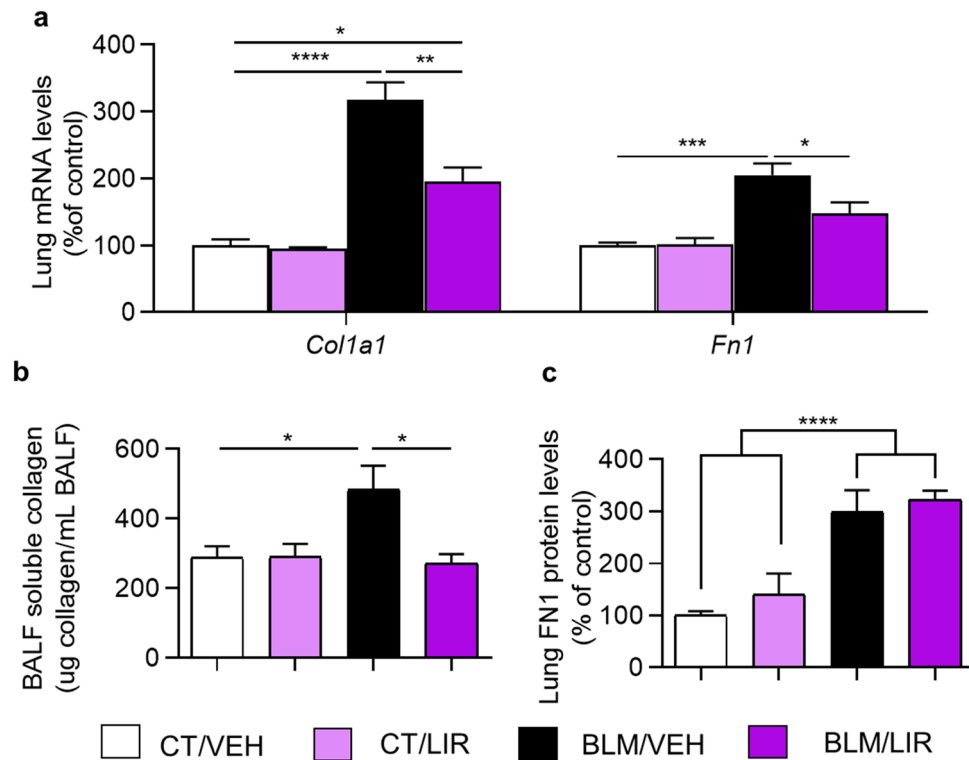 a
Lung mRNA levels
(%of control)
400
300
200
100
0
*
****
**
***
*
Col1a1
Fn1
b
BALF soluble collagen
(ug collagen/mL BALF)
600
400
200
0
*
*
c
Lung FN1 protein levels
(% of control)
400
300
200
100
0
****
CT/VEH
CT/LIR
BLM/VEH
BLM/LIR